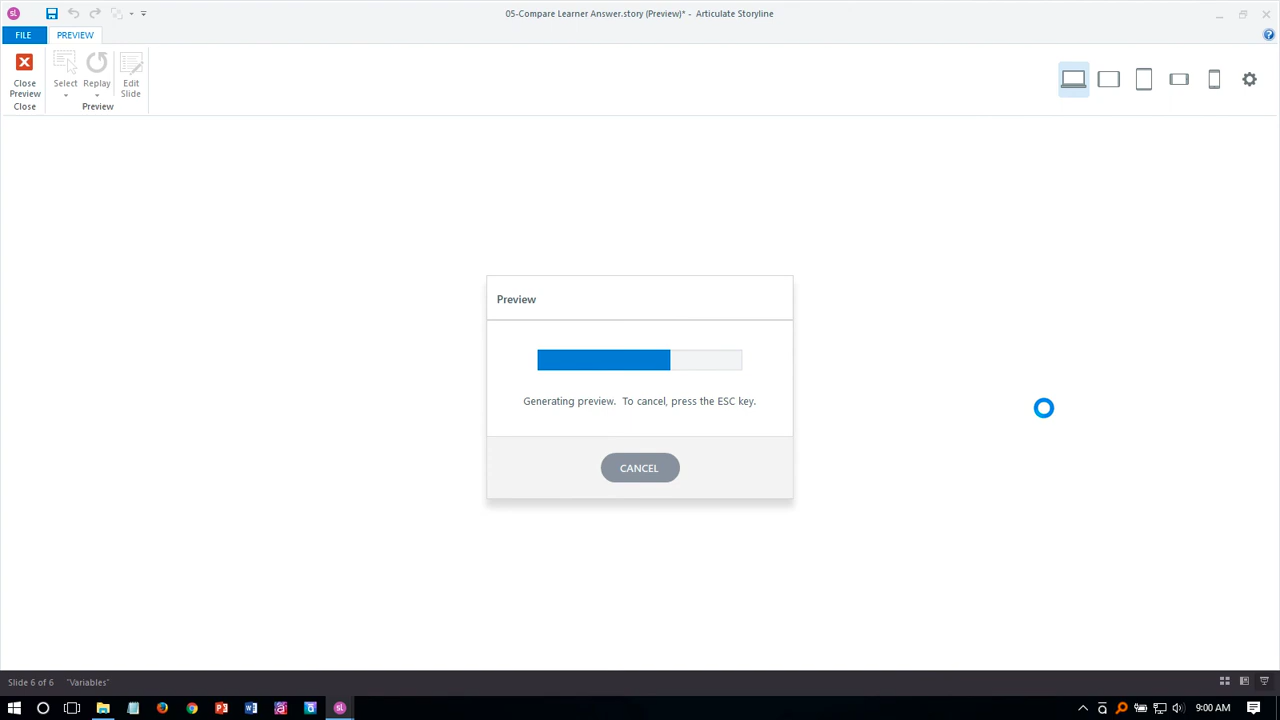 sl
05-Compare Learner Answer.story (Preview)* - Articulate Storyline
FILE
PREVIEW
Close Preview
Select
Replay
Edit Slide
Close
Preview
Preview
Generating preview. To cancel, press the ESC key.
CANCEL
Slide 6 of 6
"Variables"
9:00 AM